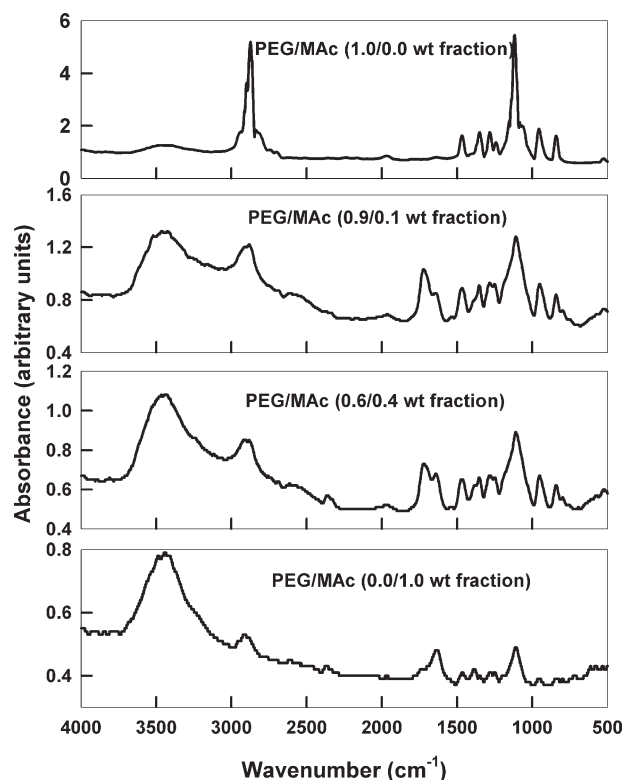 6
PEG/MAc (1.0/0.0 wt fraction)
4
2
0
1.6
PEG/MAc (0.9/0.1 wt fraction)
1.2
0.8
0.4
1.2
PEG/MAc (0.6/0.4 wt fraction)
1.0
0.8
0.6
0.4
0.8
PEG/MAc (0.0/1.0 wt fraction)
0.6
0.4
Absorbance (arbitrary units)
4000 3500 3000 2500 2000 1500 1000 500
Wavenumber (cm⁻¹)